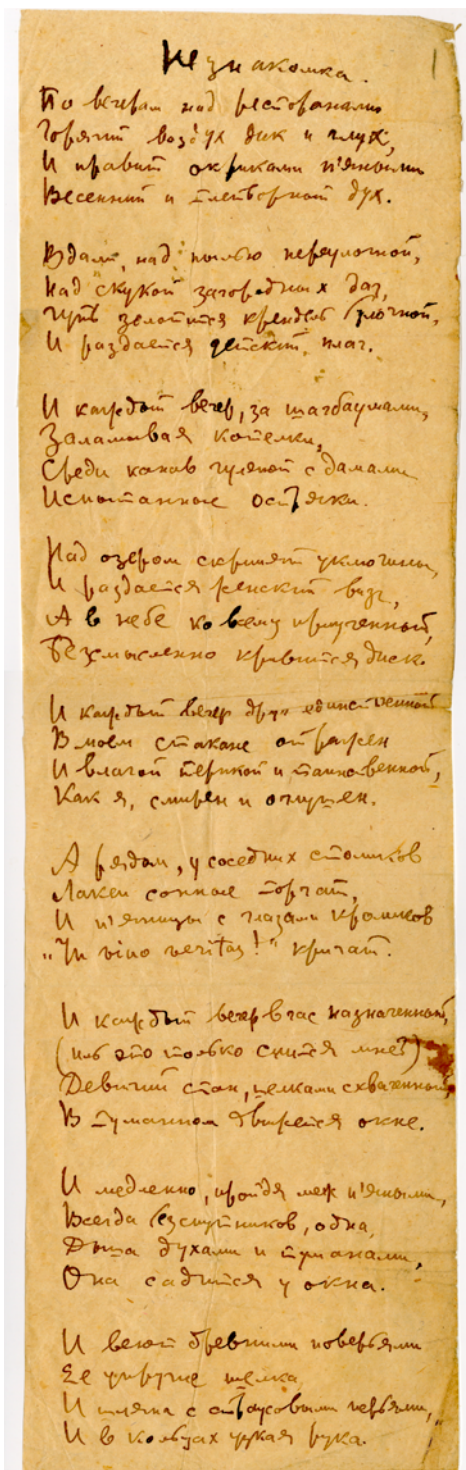 Незнакомка.
1
По вечерам над ресторанами
Горячий воздух дик и глух,
И правит окриками п'яными
Весенний и тлетворный дух.
Вдали, над пылью переулочной,
Над скукой загородных дач,
Чуть золотится крендель булочной,
И раздается детский плач.
И каждый вечер, за шлагбаумами,
Заламывая котелки,
Среди канав гуляют с дамами
Испытанные остряки.
Над озером скрипят уключины,
И раздается женский визг,
А в небе, ко всему приученный,
Безсмысленно кривится диск.
И каждый вечер друг единственный
В моем стакане отражен
И влагой терпкой и таинственной,
Как я, смирен и оглушен.
А рядом, у соседних столиков
Лакеи сонные торчат,
И п'яницы с глазами кроликов
„In vino veritas!" кричат.
И каждый вечер в час назначенный,
(иль это только снится мне?)
Девичий стан, шелками схваченный,
В туманном движется окне.
И медленно, пройдя меж п'яными,
Всегда без спутников, одна,
Дыша духами и туманами,
Она садится у окна.
И веют древними поверьями
Ее упругие шелка,
И шляпа с страусовыми перьями,
И в кольцах узкая рука.